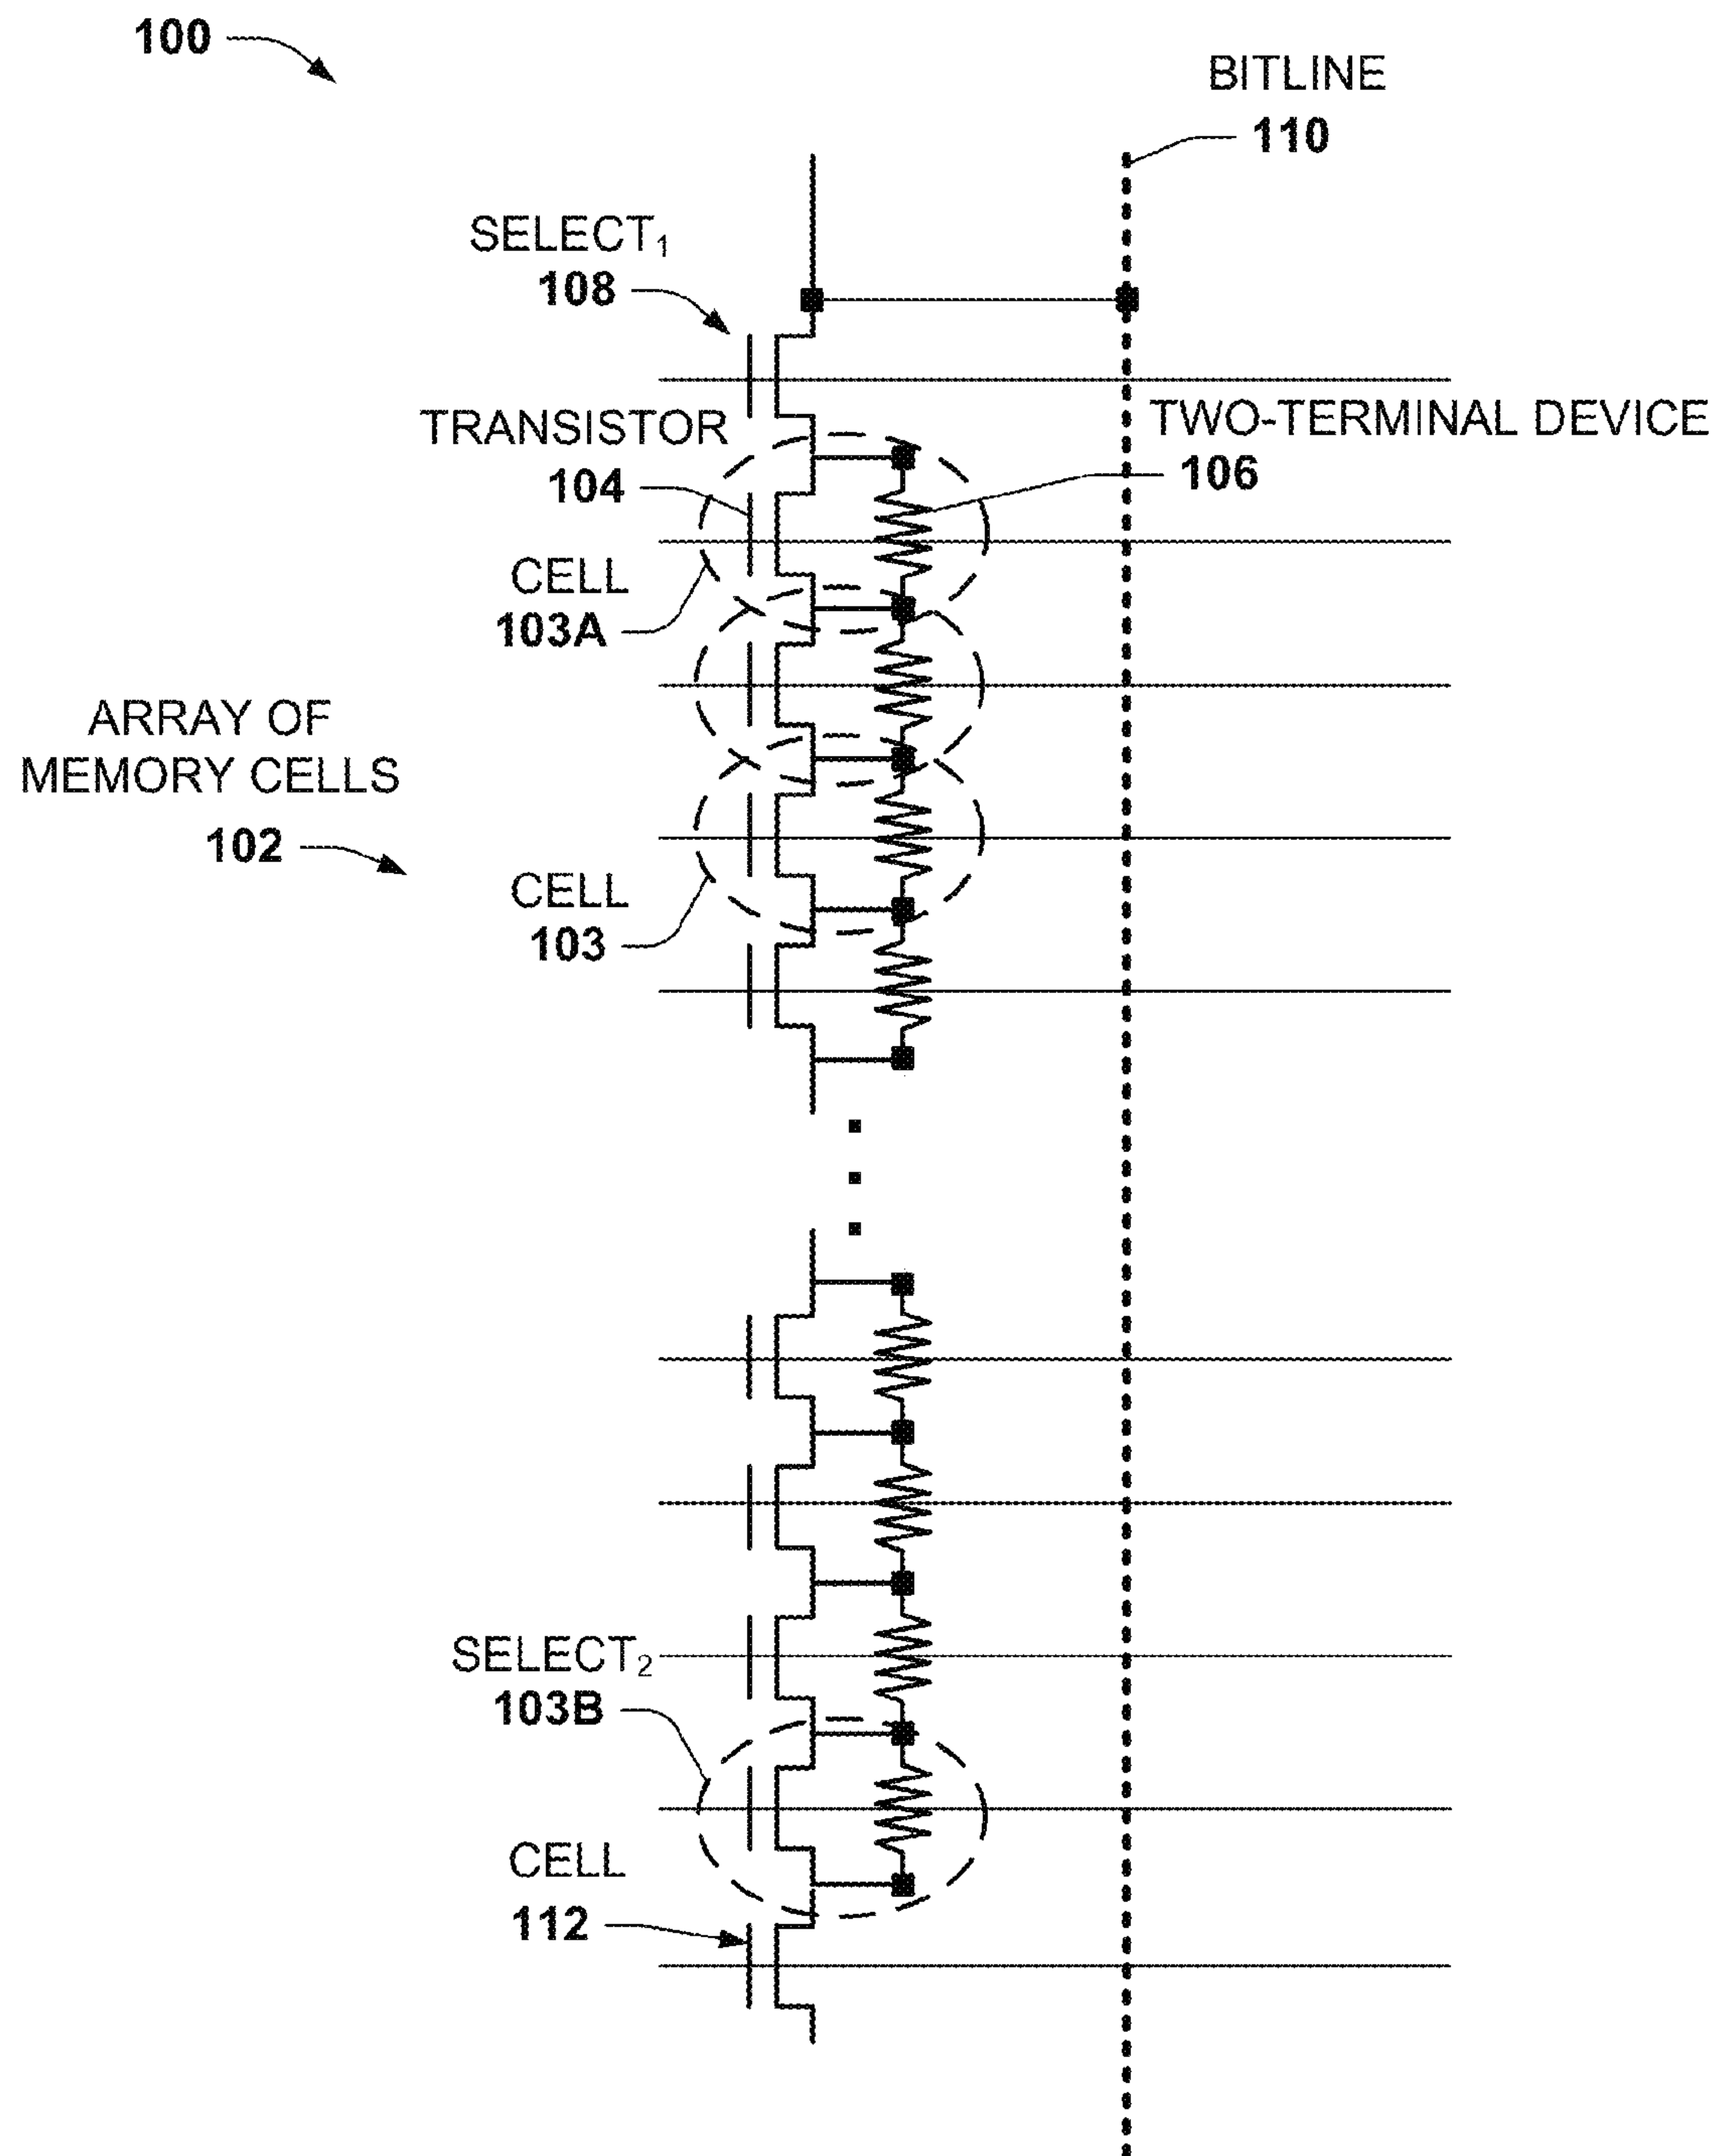 100
BITLINE
110
SELECT₁
108
TRANSISTOR
104
TWO-TERMINAL DEVICE
106
CELL
103A
ARRAY OF
MEMORY CELLS
102
CELL
103
SELECT₂
103B
CELL
112